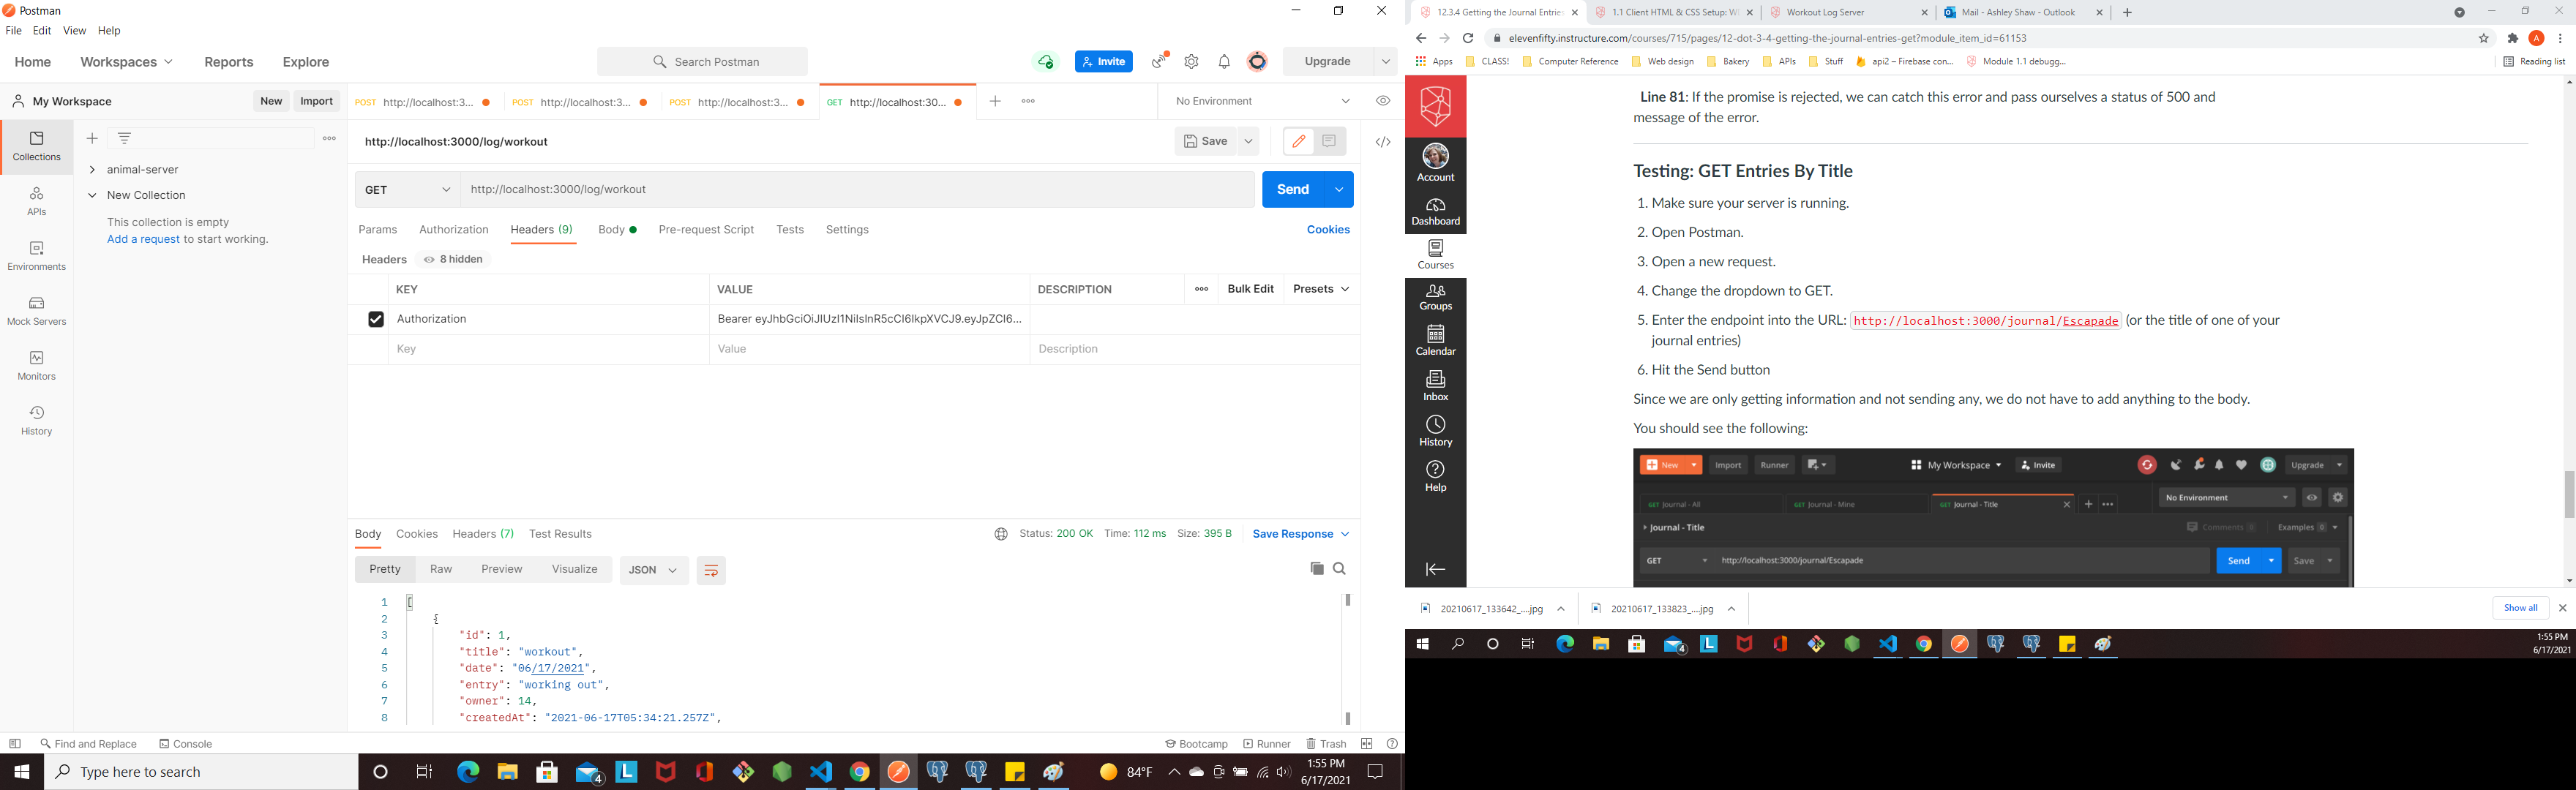 Postman
File Edit View Help
Home Workspaces Reports Explore
Search Postman
Invite
Upgrade
My Workspace
New Import
POST http://localhost:3...
POST http://localhost:3...
POST http://localhost:3...
GET http://localhost:30...
No Environment
Collections
APIs
Environments
Mock Servers
Monitors
History
animal-server
New Collection
This collection is empty
Add a request to start working.
http://localhost:3000/log/workout
Save
GET http://localhost:3000/log/workout
Send
Params Authorization Headers (9) Body Pre-request Script Tests Settings
Cookies
Headers 8 hidden
KEY VALUE DESCRIPTION Bulk Edit Presets
Authorization
Bearer eyJhbGciOiJIUzI1NiIsInR5cCI6IkpXVCJ9.eyJpZCI6...
Key Value Description
Body Cookies Headers (7) Test Results
Status: 200 OK Time: 112 ms Size: 395 B Save Response
Pretty Raw Preview Visualize JSON
1 [
2 {
3 "id": 1,
4 "title": "workout",
5 "date": "06/17/2021",
6 "entry": "working out",
7 "owner": 14,
8 "createdAt": "2021-06-17T05:34:21.257Z",
Find and Replace Console
Bootcamp Runner Trash
Type here to search
4
L
84°F
1:55 PM
6/17/2021
12.3.4 Getting the Journal Entries
1.1 Client HTML & CSS Setup: W
Workout Log Server
Mail - Ashley Shaw - Outlook
elevenfifty.instructure.com/courses/715/pages/12-dot-3-4-getting-the-journal-entries-get?module_item_id=61153
A
Apps CLASS! Computer Reference Web design Bakery APIs Stuff api2 – Firebase con... Module 1.1 debugg...
Reading list
Account
Dashboard
Courses
Groups
Calendar
Inbox
History
Help
Line 81: If the promise is rejected, we can catch this error and pass ourselves a status of 500 and
message of the error.
Testing: GET Entries By Title
1. Make sure your server is running.
2. Open Postman.
3. Open a new request.
4. Change the dropdown to GET.
5. Enter the endpoint into the URL: http://localhost:3000/journal/Escapade (or the title of one of your
journal entries)
6. Hit the Send button
Since we are only getting information and not sending any, we do not have to add anything to the body.
You should see the following:
New Import Runner
My Workspace Invite
Upgrade
GET Journal - All
GET Journal - Mine
GET Journal - Title
No Environment
Journal - Title
Comments 0 Examples 0
GET http://localhost:3000/journal/Escapade
Send Save
20210617_133642_....jpg
20210617_133823_....jpg
Show all
4
L
1:55 PM
6/17/2021